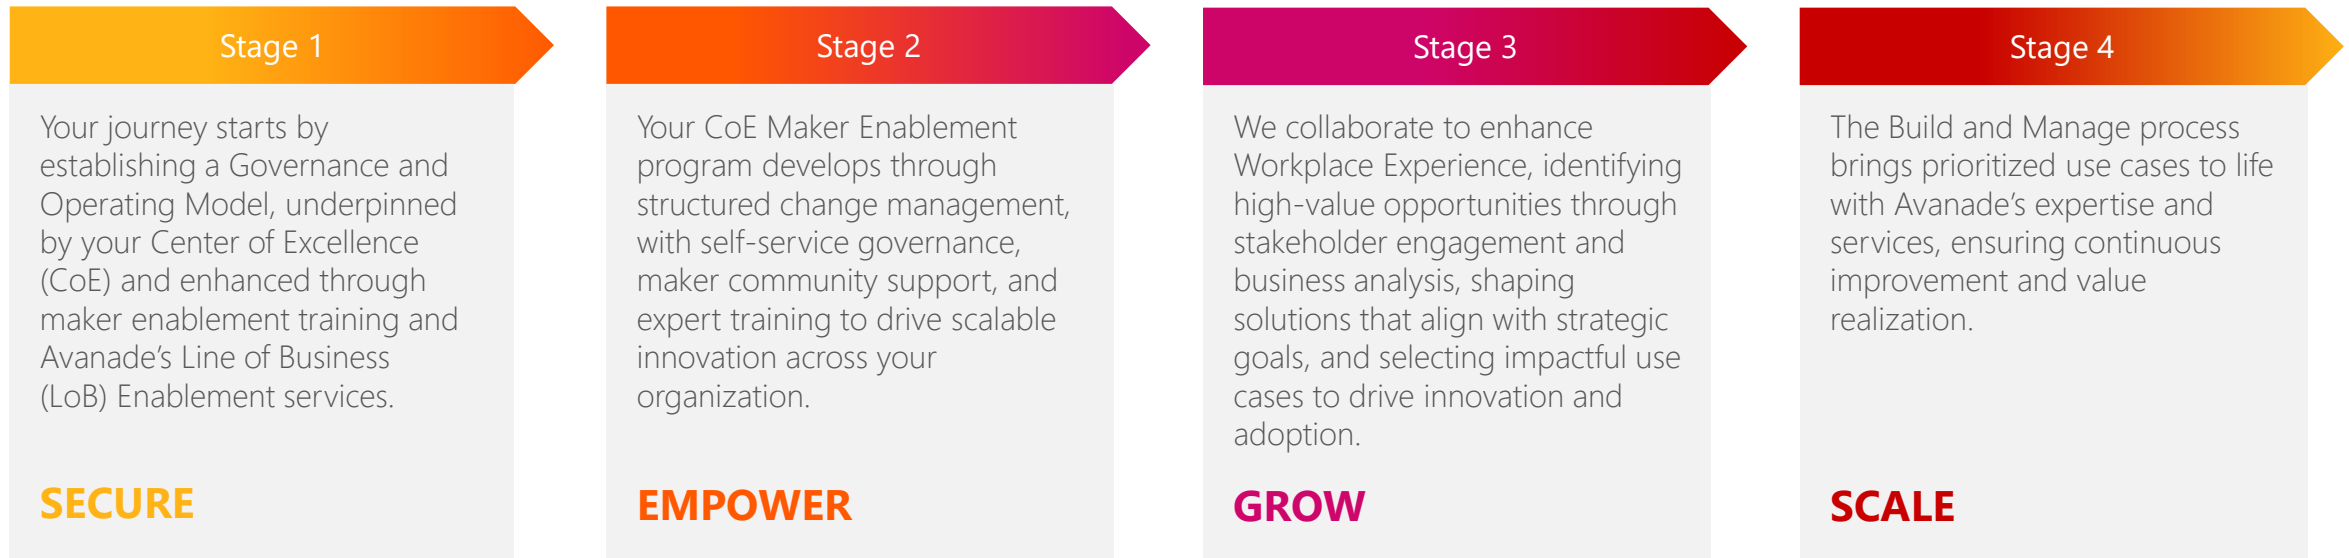 Stage 1
Your journey starts by
establishing a Governance and
Operating Model, underpinned
by your Center of Excellence
(CoE) and enhanced through
maker enablement training and
Avanade’s Line of Business
(LoB) Enablement services.
SECURE
Stage 2
Your CoE Maker Enablement
program develops through
structured change management,
with self-service governance,
maker community support, and
expert training to drive scalable
innovation across your
organization.
EMPOWER
Stage 3
We collaborate to enhance
Workplace Experience, identifying
high-value opportunities through
stakeholder engagement and
business analysis, shaping
solutions that align with strategic
goals, and selecting impactful use
cases to drive innovation and
adoption.
GROW
Stage 4
The Build and Manage process
brings prioritized use cases to life
with Avanade’s expertise and
services, ensuring continuous
improvement and value
realization.
SCALE